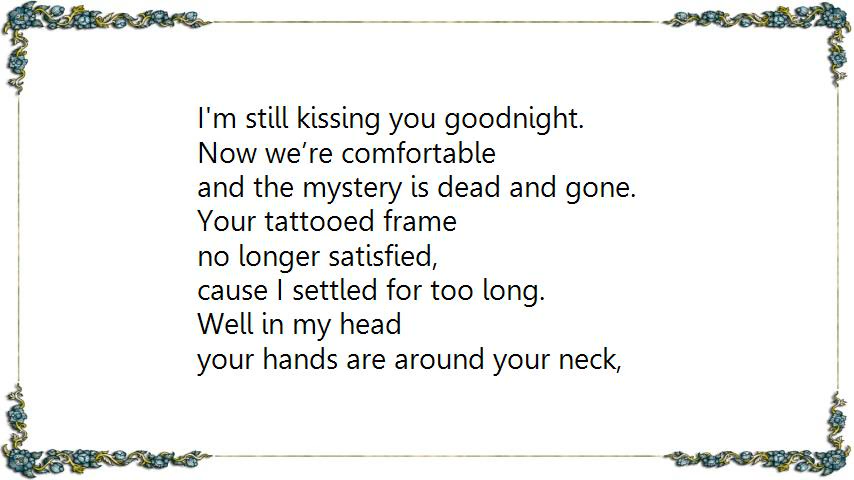 I'm still kissing you goodnight.
Now we’re comfortable
and the mystery is dead and gone.
Your tattooed frame
no longer satisfied,
cause I settled for too long.
Well in my head
your hands are around your neck,